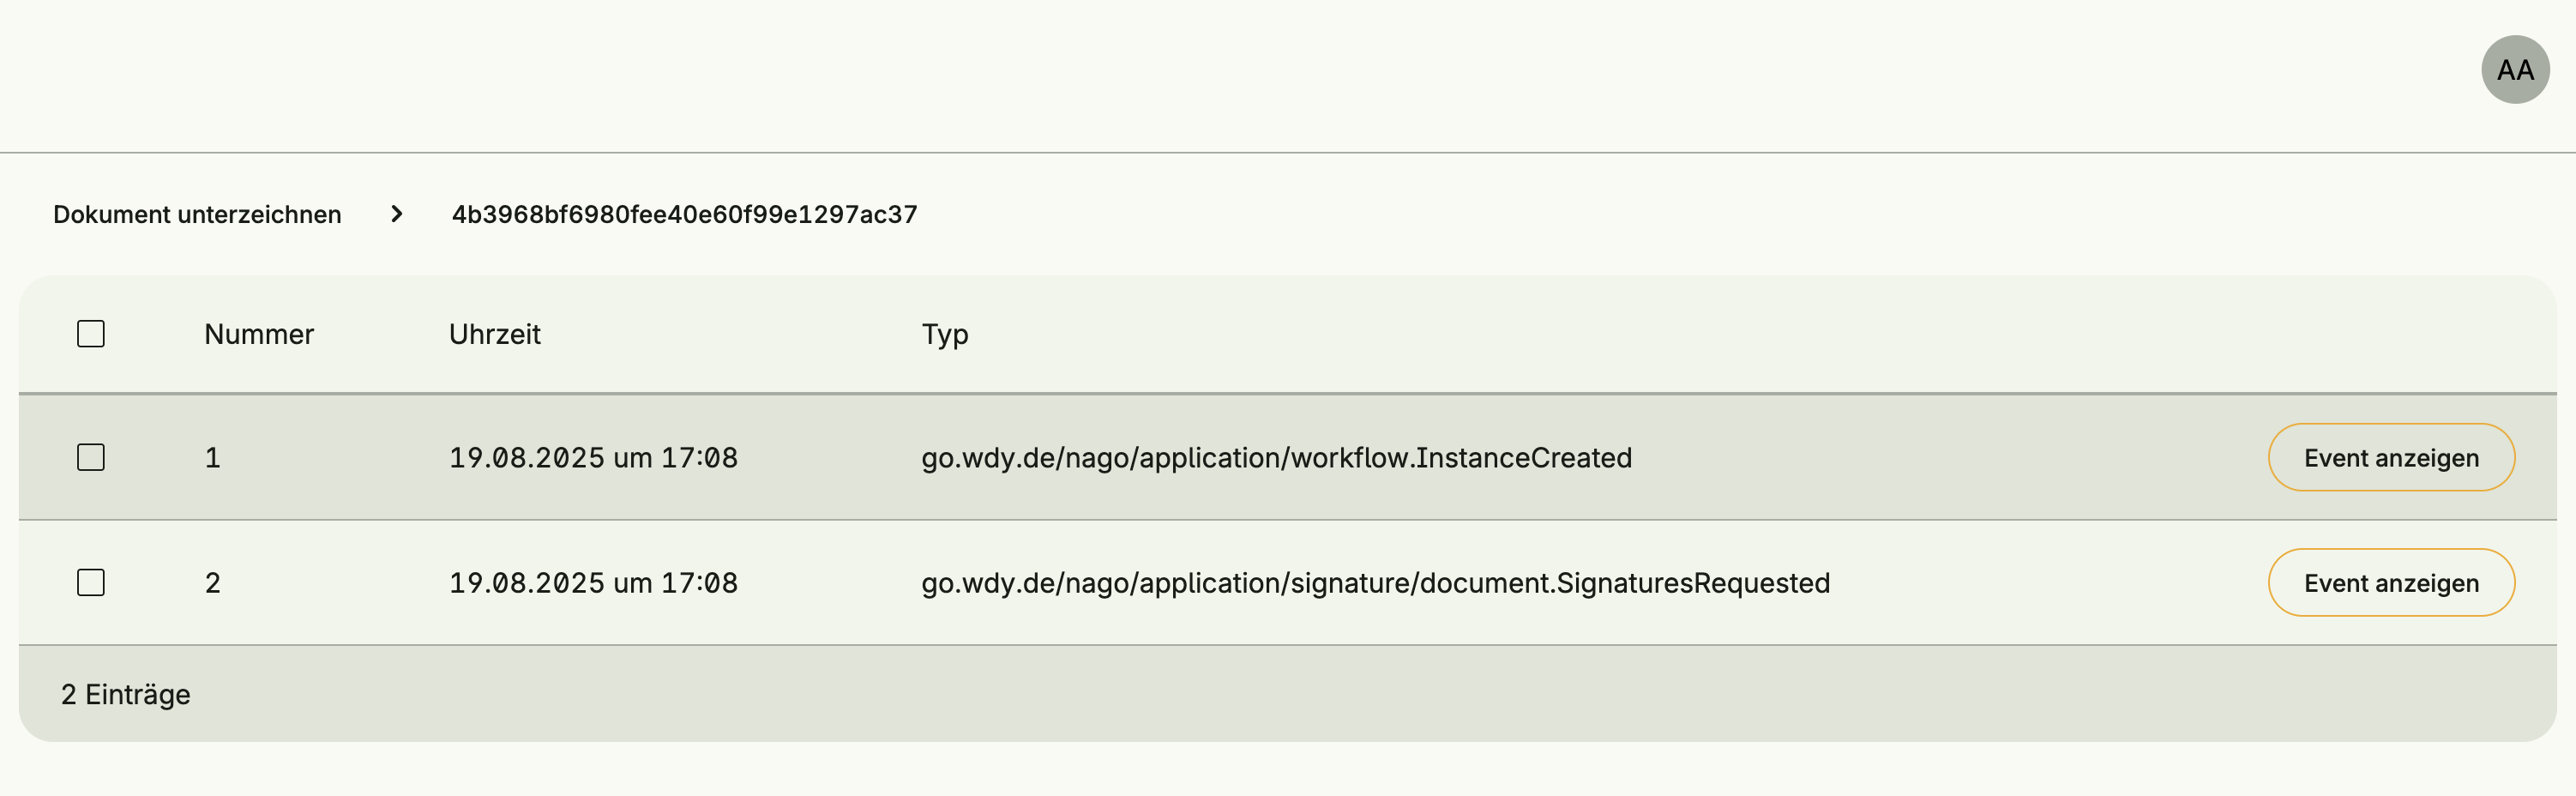 AA
Dokument unterzeichnen > 4b3968bf6980fee40e60f99e1297ac37
Nummer Uhrzeit Typ
1 19.08.2025 um 17:08 go.wdy.de/nago/application/workflow.InstanceCreated Event anzeigen
2 19.08.2025 um 17:08 go.wdy.de/nago/application/signature/document.SignaturesRequested Event anzeigen
2 Einträge